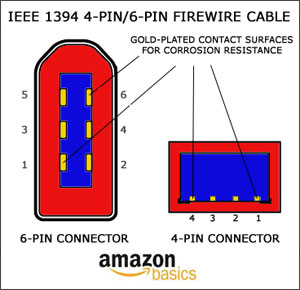 IEEE 1394 4-PIN/6-PIN FIREWIRE CABLE
GOLD-PLATED CONTACT SURFACES
FOR CORROSION RESISTANCE
5 6
3 4
1 2
4 3 2 1
6-PIN CONNECTOR 4-PIN CONNECTOR
amazon
basics